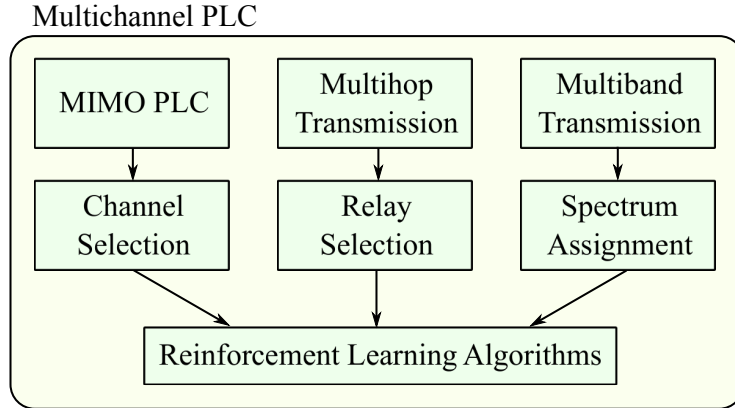 Multichannel PLC
MIMO PLC
Multihop
Transmission
Multiband
Transmission
Channel
Selection
Relay
Selection
Spectrum
Assignment
Reinforcement Learning Algorithms